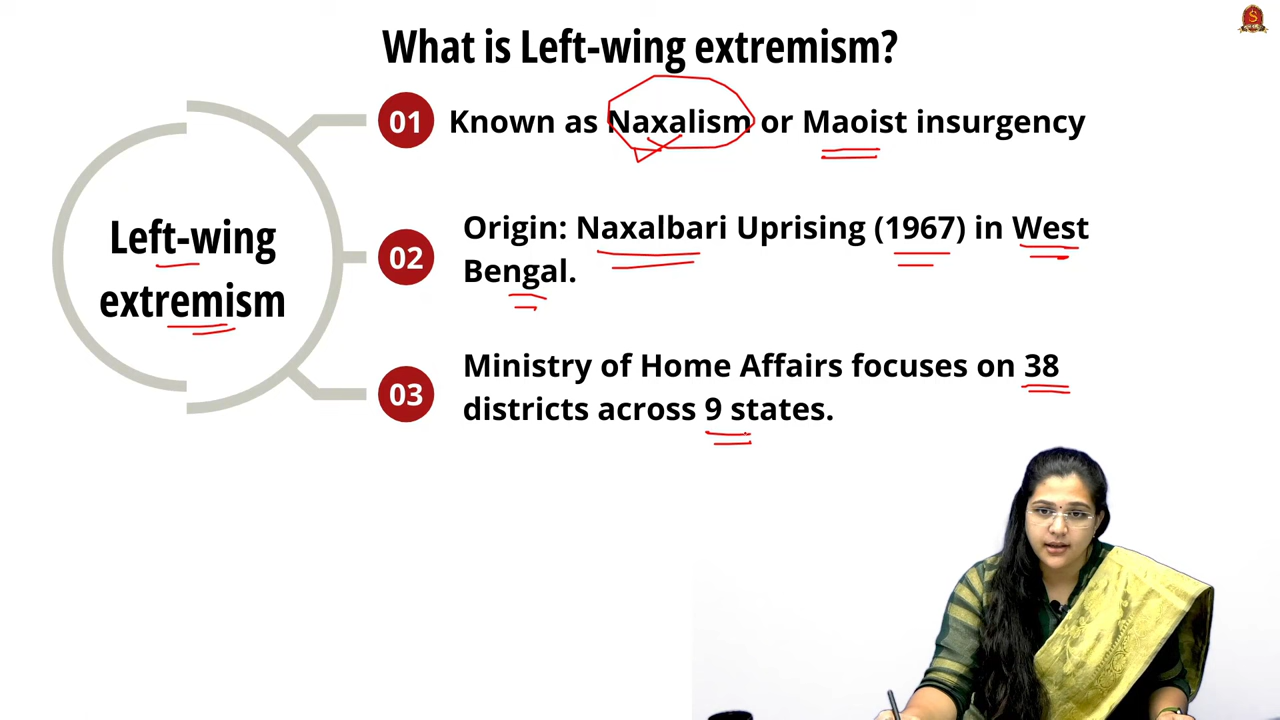 What is Left-wing extremism?
Left-wing
extremism
01
Known as Naxalism or Maoist insurgency
02
Origin: Naxalbari Uprising (1967) in West
Bengal.
03
Ministry of Home Affairs focuses on 38
districts across 9 states.